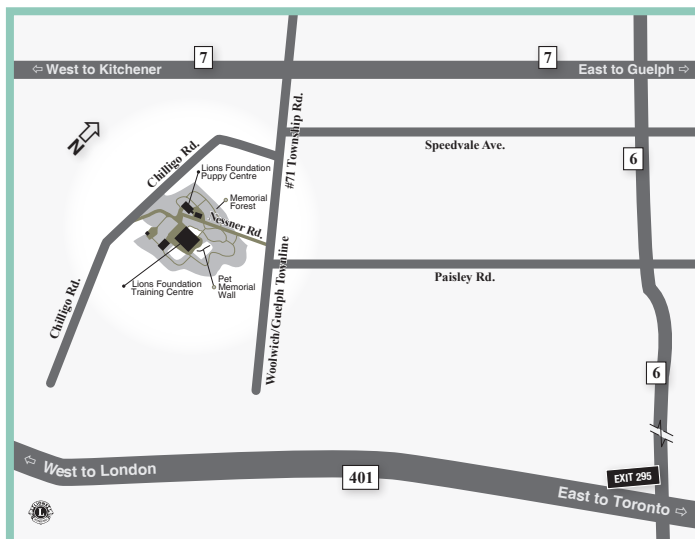 7
7
⇦ West to Kitchener
East to Guelph ⇨
N
#71 Township Rd.
Speedvale Ave.
6
Chilligo Rd.
Lions Foundation
Puppy Centre
Memorial
Forest
Nessner Rd.
Woolwich/Guelph Townline
Paisley Rd.
Lions Foundation
Training Centre
Pet
Memorial
Wall
Chilligo Rd.
6
⇦ West to London
401
EXIT 295
East to Toronto ⇨
L